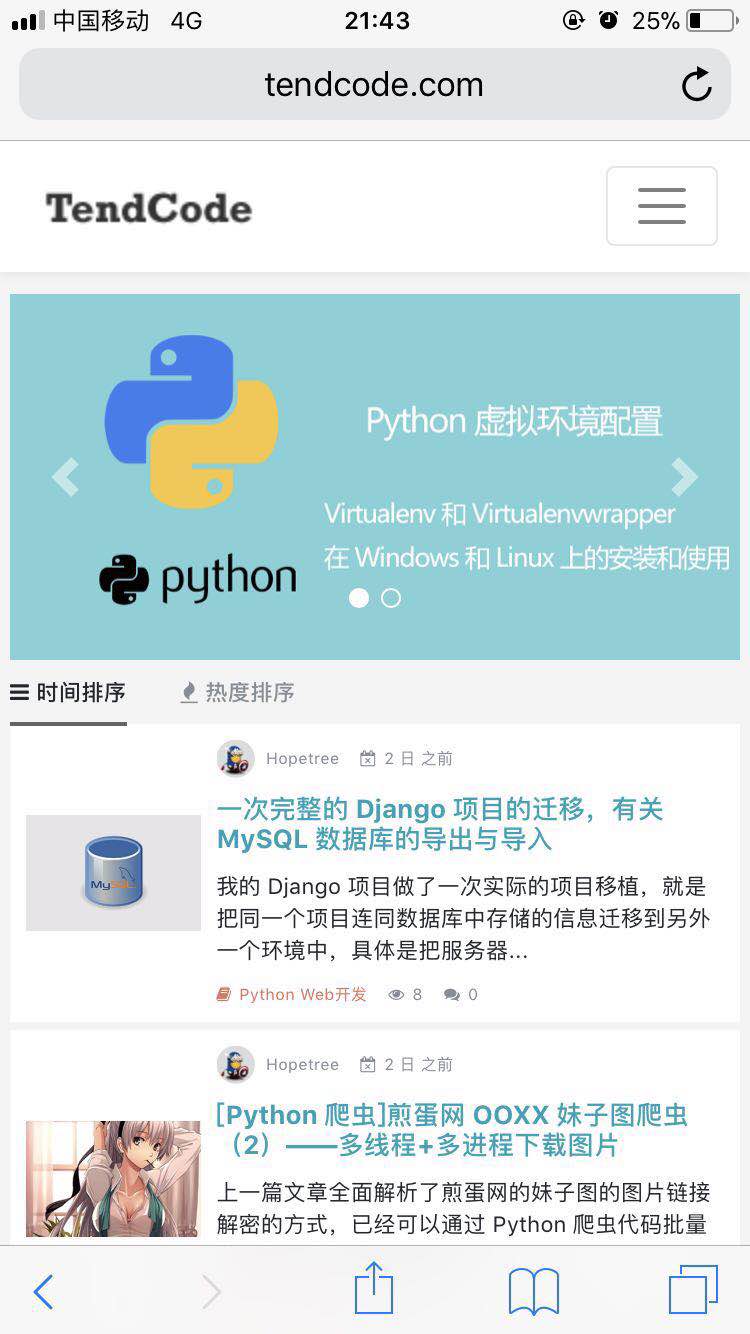 中国移动 4G 21:43 25%
tendcode.com
TendCode
Python 虚拟环境配置
Virtualenv 和 Virtualenvwrapper
在 Windows 和 Linux 上的安装和使用
python
时间排序 热度排序
Hopetree 2 日 之前
一次完整的 Django 项目的迁移，有关
MySQL 数据库的导出与导入
MySQL
我的 Django 项目做了一次实际的项目移植，就是
把同一个项目连同数据库中存储的信息迁移到另外
一个环境中，具体是把服务器...
Python Web开发 8 0
Hopetree 2 日 之前
[Python 爬虫]煎蛋网 OOXX 妹子图爬虫
（2）——多线程+多进程下载图片
上一篇文章全面解析了煎蛋网的妹子图的图片链接
解密的方式，已经可以通过 Python 爬虫代码批量